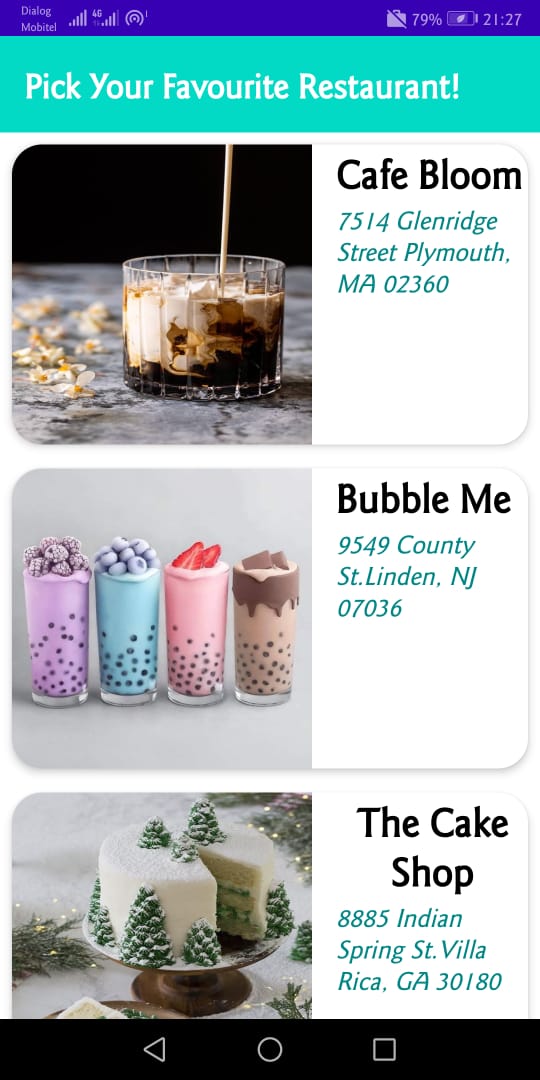 Dialog
Mobitel
4G
79%
21:27
Pick Your Favourite Restaurant!
Cafe Bloom
7514 Glenridge
Street Plymouth,
MA 02360
Bubble Me
9549 County
St.Linden, NJ
07036
The Cake
Shop
8885 Indian
Spring St.Villa
Rica, GA 30180